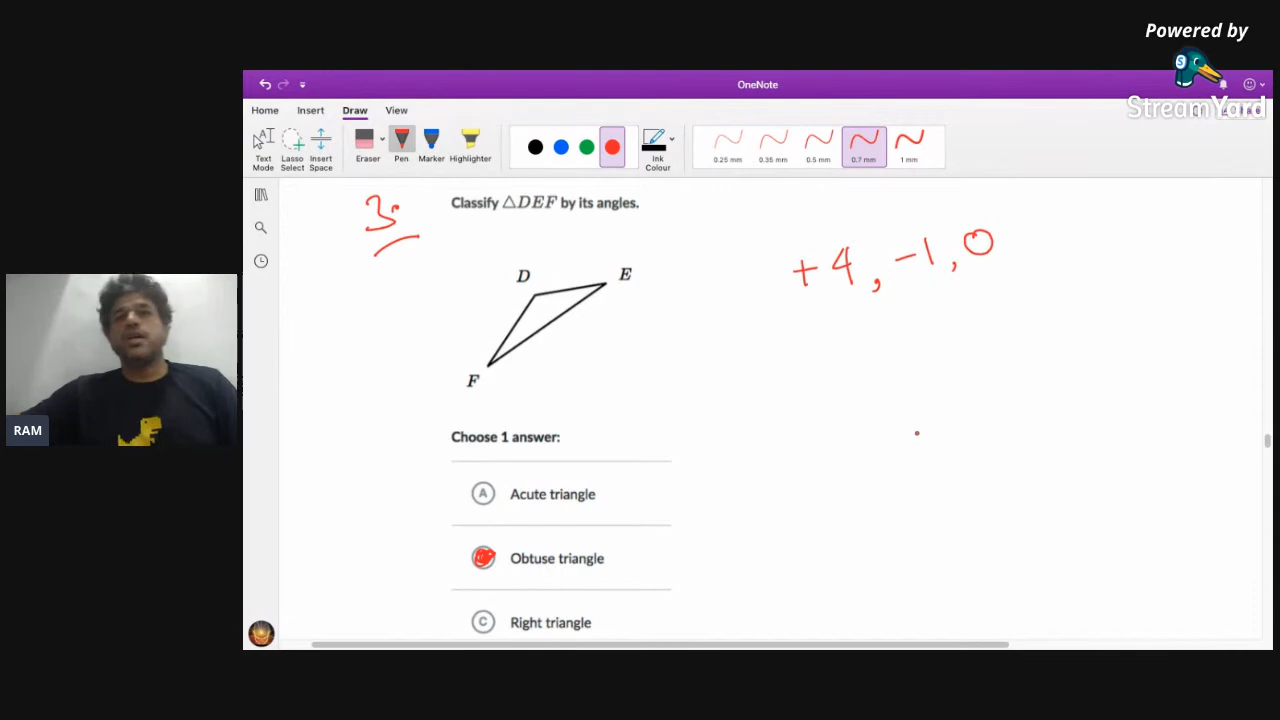 Powered by
S
StreamYard
OneNote
Home Insert Draw View
Text Mode
Lasso Select
Insert Space
Eraser
Pen
Marker
Highlighter
Ink Colour
0.25 mm
0.35 mm
0.5 mm
0.7 mm
1 mm
3.
Classify △DEF by its angles.
+4, -1, 0
D
E
F
RAM
Choose 1 answer:
A Acute triangle
Obtuse triangle
C Right triangle